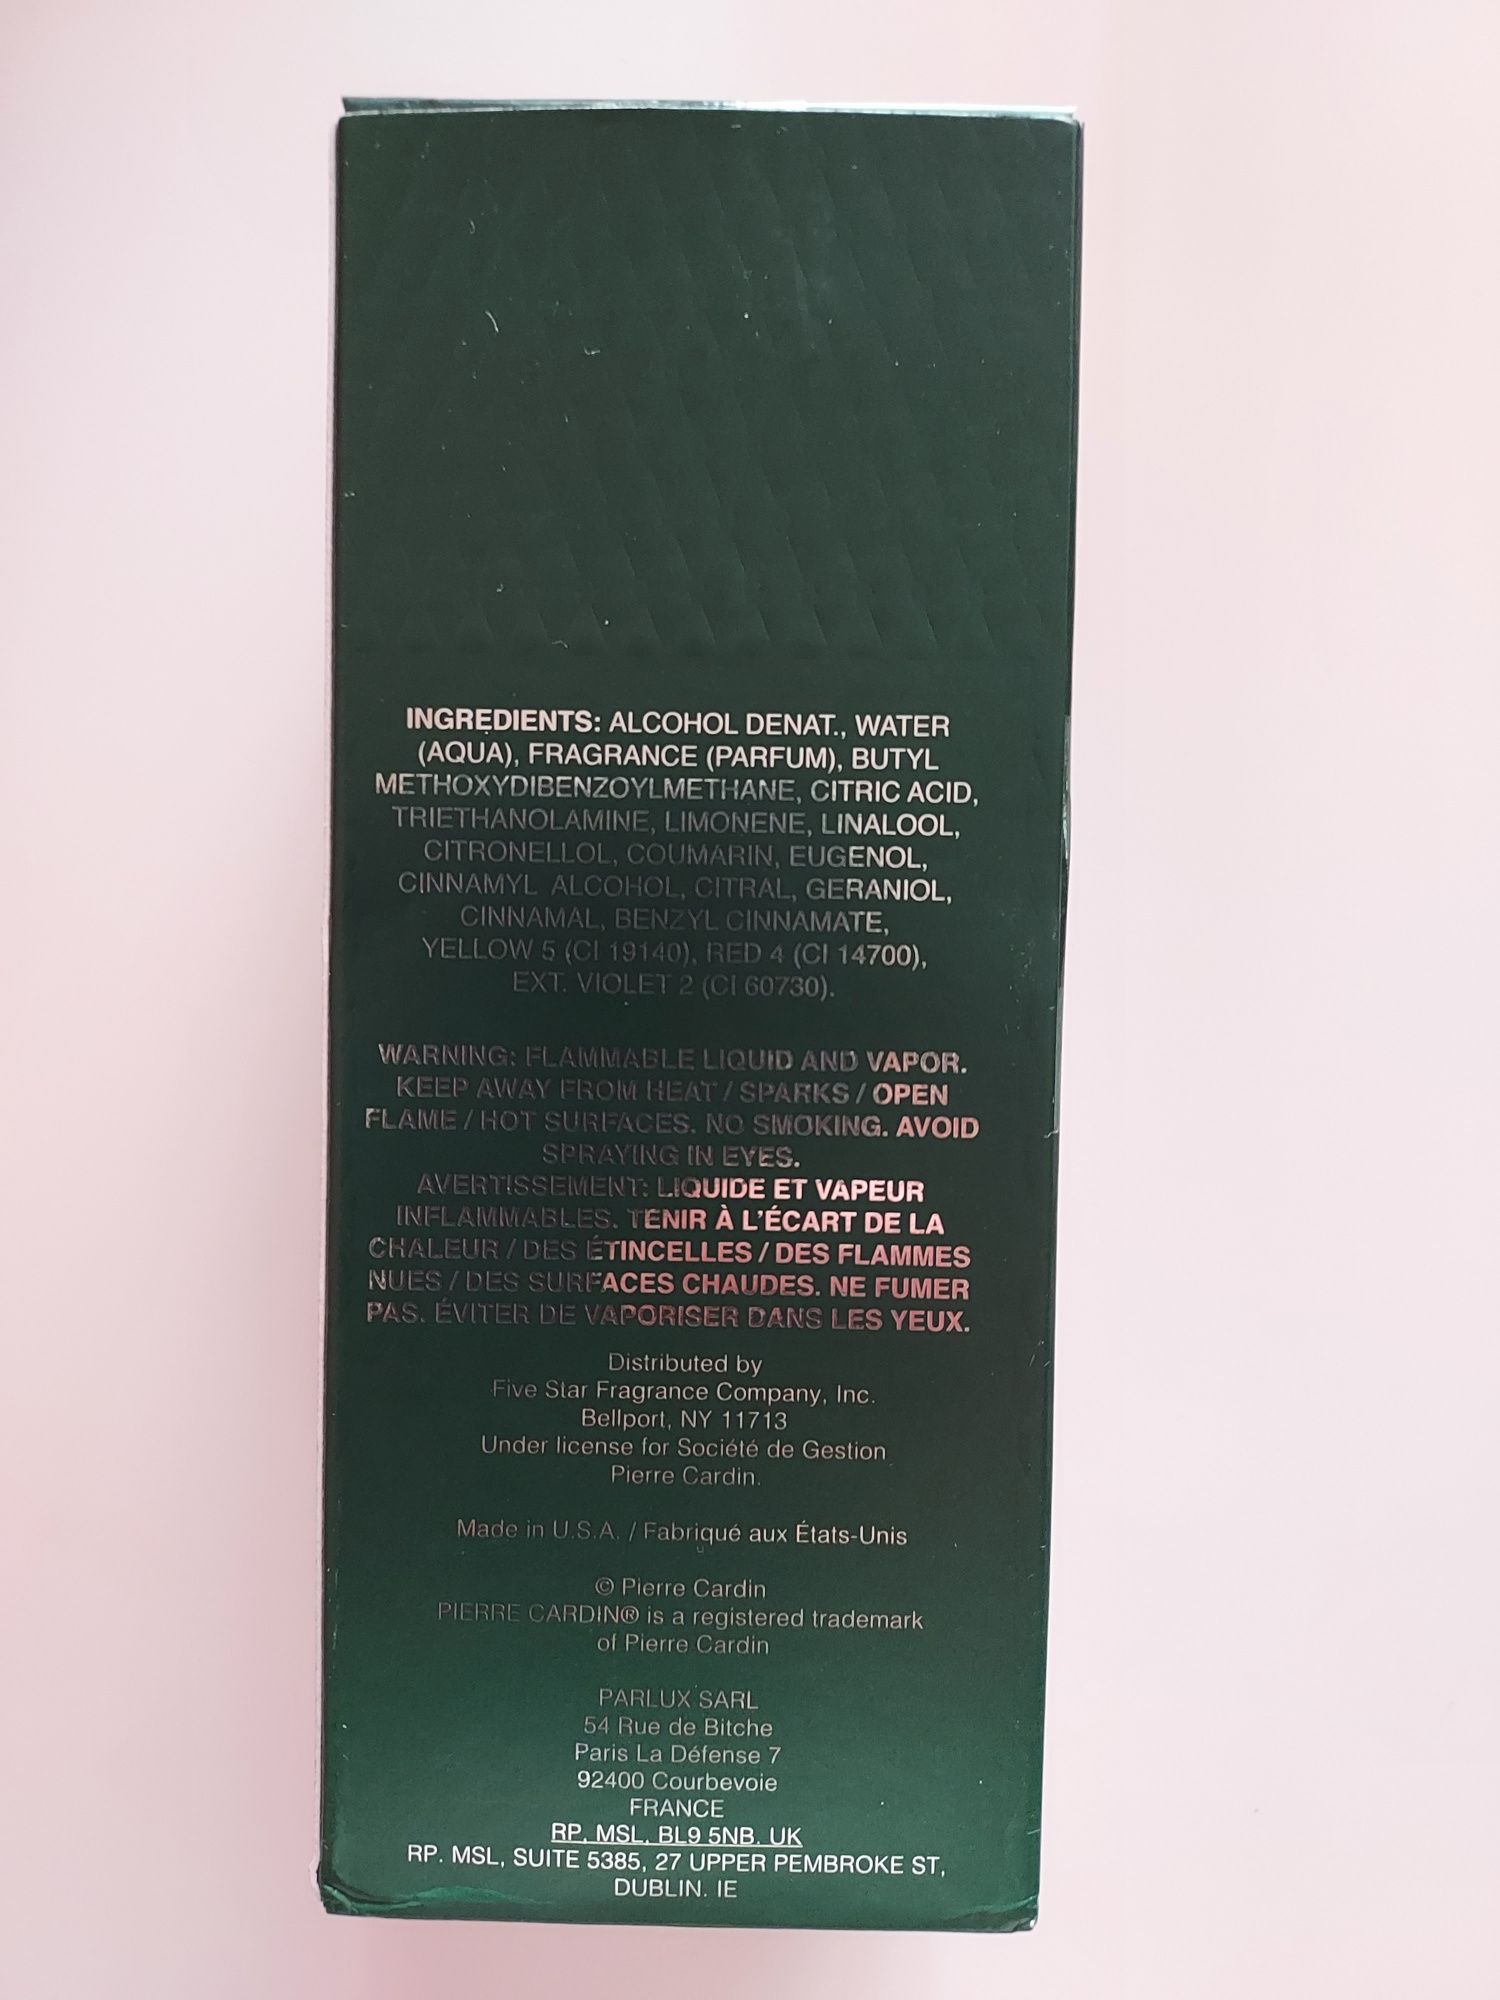 INGREDIENTS: ALCOHOL DENAT., WATER
(AQUA), FRAGRANCE (PARFUM), BUTYL
METHOXYDIBENZOYLMETHANE, CITRIC ACID,
TRIETHANOLAMINE, LIMONENE, LINALOOL,
CITRONELLOL, COUMARIN, EUGENOL,
CINNAMYL ALCOHOL, CITRAL, GERANIOL,
CINNAMAL, BENZYL CINNAMATE,
YELLOW 5 (CI 19140), RED 4 (CI 14700),
EXT. VIOLET 2 (CI 60730).
WARNING: FLAMMABLE LIQUID AND VAPOR.
KEEP AWAY FROM HEAT / SPARKS / OPEN
FLAME / HOT SURFACES. NO SMOKING. AVOID
SPRAYING IN EYES.
AVERTISSEMENT: LIQUIDE ET VAPEUR
INFLAMMABLES. TENIR À L'ÉCART DE LA
CHALEUR / DES ÉTINCELLES / DES FLAMMES
NUES / DES SURFACES CHAUDES. NE FUMER
PAS. ÉVITER DE VAPORISER DANS LES YEUX.
Distributed by
Five Star Fragrance Company, Inc.
Bellport, NY 11713
Under license for Société de Gestion
Pierre Cardin.
Made in U.S.A. / Fabriqué aux États-Unis
© Pierre Cardin
PIERRE CARDIN® is a registered trademark
of Pierre Cardin
PARLUX SARL
54 Rue de Bitche
Paris La Défense 7
92400 Courbevoie
FRANCE
RP. MSL. BL9 5NB. UK
RP. MSL, SUITE 5385, 27 UPPER PEMBROKE ST,
DUBLIN. IE